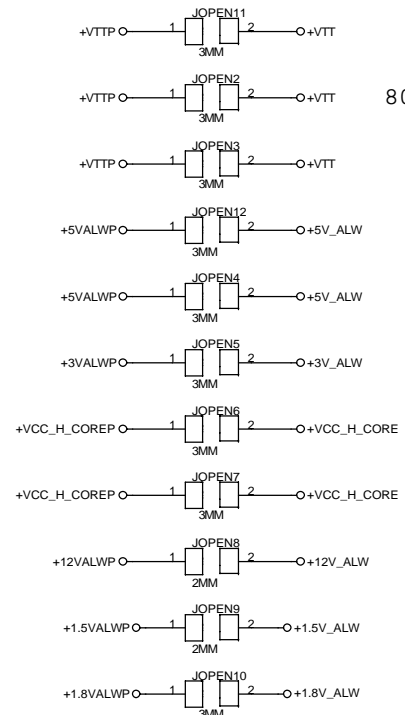 JOPEN11
+VTTP 1 2 +VTT
3MM
JOPEN2
+VTTP 1 2 +VTT 80
3MM
JOPEN3
+VTTP 1 2 +VTT
3MM
JOPEN12
+5VALWP 1 2 +5V_ALW
3MM
JOPEN4
+5VALWP 1 2 +5V_ALW
3MM
JOPEN5
+3VALWP 1 2 +3V_ALW
3MM
JOPEN6
+VCC_H_COREP 1 2 +VCC_H_CORE
3MM
JOPEN7
+VCC_H_COREP 1 2 +VCC_H_CORE
3MM
JOPEN8
+12VALWP 1 2 +12V_ALW
2MM
JOPEN9
+1.5VALWP 1 2 +1.5V_ALW
2MM
JOPEN10
+1.8VALWP 1 2 +1.8V_ALW
3MM